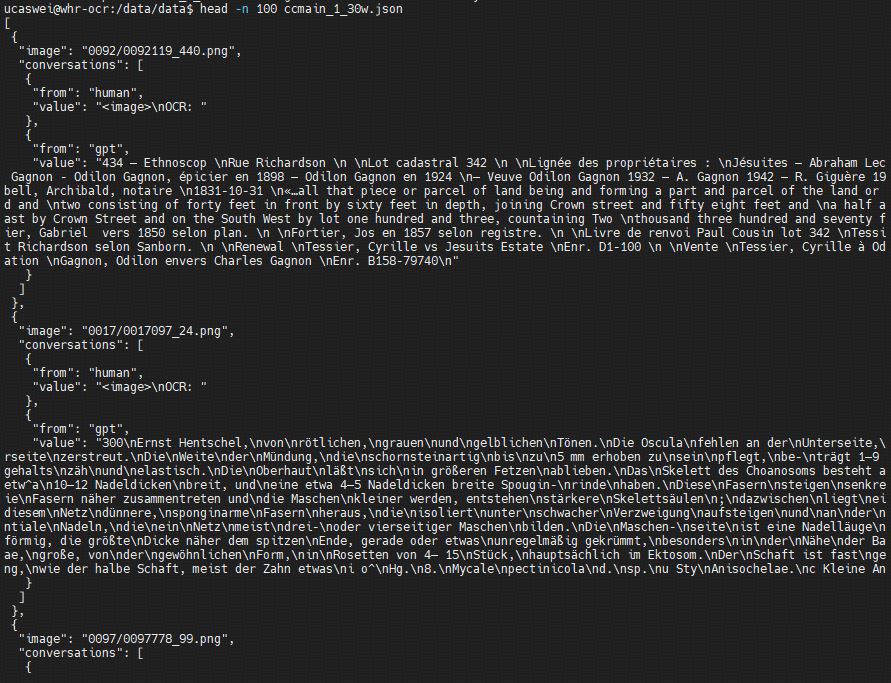 ucaswei@whr-ocr:/data/data$ head -n 100 ccmain_1_30w.json
[
{
"image": "0092/0092119_440.png",
"conversations": [
{
"from": "human",
"value": "<image>\nOCR: "
},
{
"from": "gpt",
"value": "434 — Ethnoscop \nRue Richardson \n \nLot cadastral 342 \n \nLignée des propriétaires : \nJésuites – Abraham Lec
Gagnon - Odilon Gagnon, épicier en 1898 – Odilon Gagnon en 1924 \n– Veuve Odilon Gagnon 1932 – A. Gagnon 1942 – R. Giguère 19
bell, Archibald, notaire \n1831-10-31 \n«…all that piece or parcel of land being and forming a part and parcel of the land or
d and \ntwo consisting of forty feet in front by sixty feet in depth, joining Crown street and fifty eight feet and \na half a
ast by Crown Street and on the South West by lot one hundred and three, countaining Two \nthousand three hundred and seventy f
ier, Gabriel  vers 1850 selon plan. \n \nFortier, Jos en 1857 selon registre. \n \nLivre de renvoi Paul Cousin lot 342 \nTessi
t Richardson selon Sanborn. \n \nRenewal \nTessier, Cyrille vs Jesuits Estate \nEnr. D1-100 \n \nVente \nTessier, Cyrille à Od
ation \nGagnon, Odilon envers Charles Gagnon \nEnr. B158-79740\n"
}
]
},
{
"image": "0017/0017097_24.png",
"conversations": [
{
"from": "human",
"value": "<image>\nOCR: "
},
{
"from": "gpt",
"value": "300\nErnst Hentschel,\nvon\nrötlichen,\ngrauen\nund\ngelblichen\nTönen.\nDie Oscula\nfehlen an der\nUnterseite,\
rseite\nzerstreut.\nDie\nWeite\nder\nMündung,\ndie\nschornsteinartig\nbis\nzu\n5 mm erhoben zu\nsein\npflegt,\nbe-\nträgt 1—9
gehalts\nzäh\nund\nelastisch.\nDie\nOberhaut\nläßt\nsich\nin größeren Fetzen\nablieben.\nDas\nSkelett des Choanosoms besteht a
etw^a\n10—12 Nadeldicken\nbreit, und\neine etwa 4—5 Nadeldicken breite Spougin-\nrinde\nhaben.\nDiese\nFasern\nsteigen\nsenkre
ie\nFasern näher zusammentreten und\ndie Maschen\nkleiner werden, entstehen\nstärkere\nSkelettsäulen\n;\ndazwischen\nliegt\nei
diesem\nNetz\ndünnere,\nsponginarme\nFasern\nheraus,\ndie\nisoliert\nunter\nschwacher\nVerzweigung\naufsteigen\nund\nan\nder\n
ntiale\nNadeln,\ndie\nein\nNetz\nmeist\ndrei-\noder vierseitiger Maschen\nbilden.\nDie\nMaschen-\nseite\nist eine Nadelläuge\n
förmig, die größte\nDicke näher dem spitzen\nEnde, gerade oder etwas\nunregelmäßig gekrümmt,\nbesonders\nin\nder\nNähe\nder Ba
ae,\ngroße, von\nder\ngewöhnlichen\nForm,\nin\nRosetten von 4— 15\nStück,\nhauptsächlich im Ektosom.\nDer\nSchaft ist fast\nge
ng,\nwie der halbe Schaft, meist der Zahn etwas\ni o^\nHg.\n8.\nMycale\npectinicola\nd.\nsp.\nu Sty\nAnisochelae.\nc Kleine An
}
]
},
{
"image": "0097/0097778_99.png",
"conversations": [
{